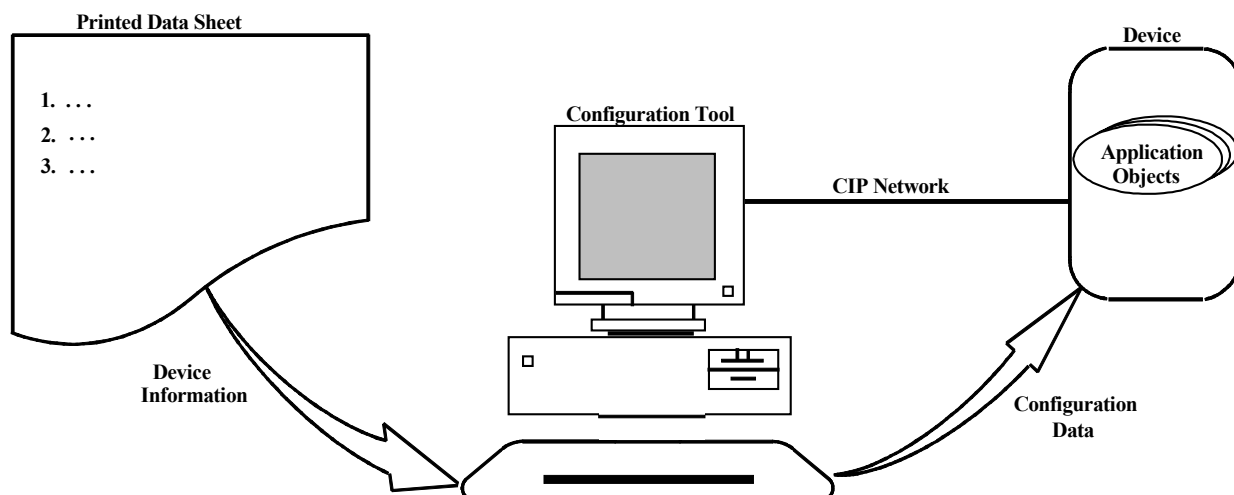 Printed Data Sheet
1. ...
2. ...
3. ...
Device
Information
Configuration Tool
CIP Network
Device
Application
Objects
Configuration
Data